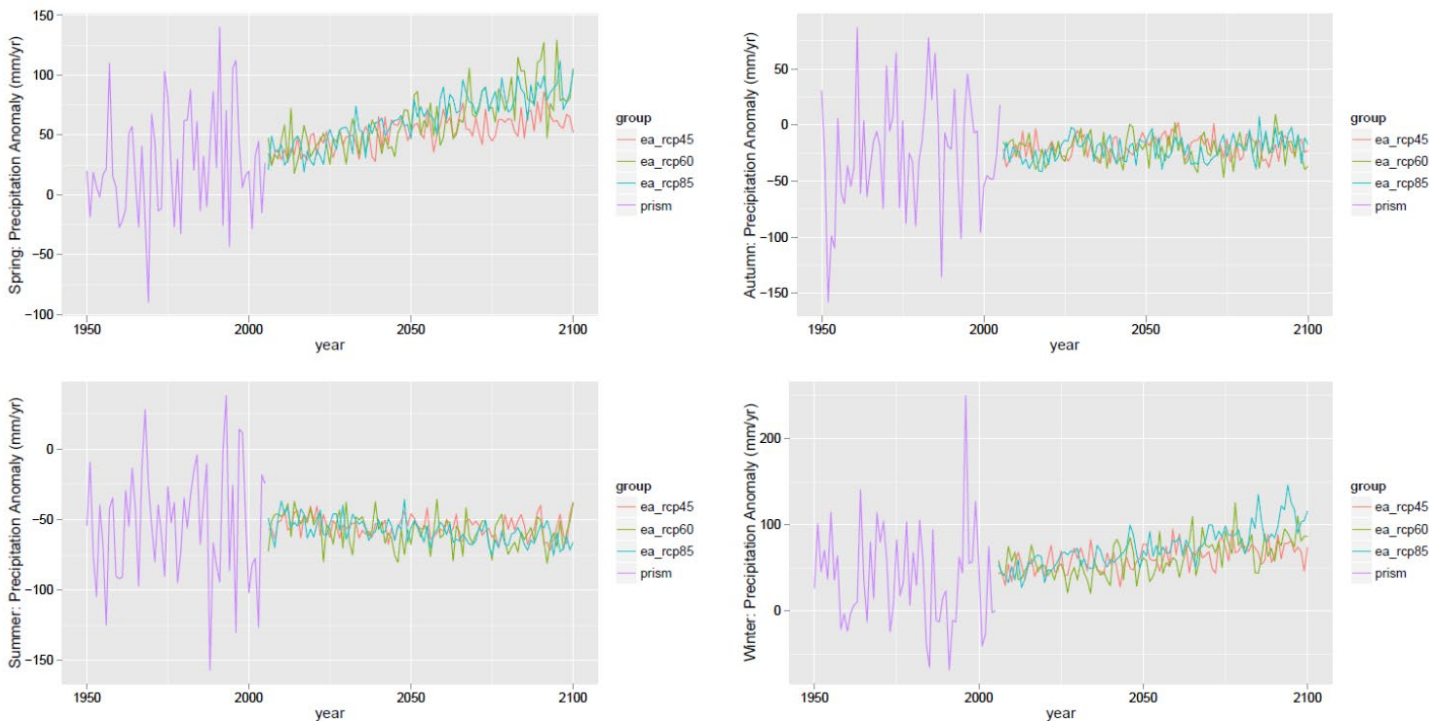 Spring: Precipitation Anomaly (mm/yr)
150
100
50
0
−50
−100
1950
2000
2050
2100
year
group
ea_rcp45
ea_rcp60
ea_rcp85
prism
Autumn: Precipitation Anomaly (mm/yr)
50
0
−50
−100
−150
1950
2000
2050
2100
year
group
ea_rcp45
ea_rcp60
ea_rcp85
prism
Summer: Precipitation Anomaly (mm/yr)
0
−50
−100
−150
1950
2000
2050
2100
year
group
ea_rcp45
ea_rcp60
ea_rcp85
prism
Winter: Precipitation Anomaly (mm/yr)
200
100
0
1950
2000
2050
2100
year
group
ea_rcp45
ea_rcp60
ea_rcp85
prism